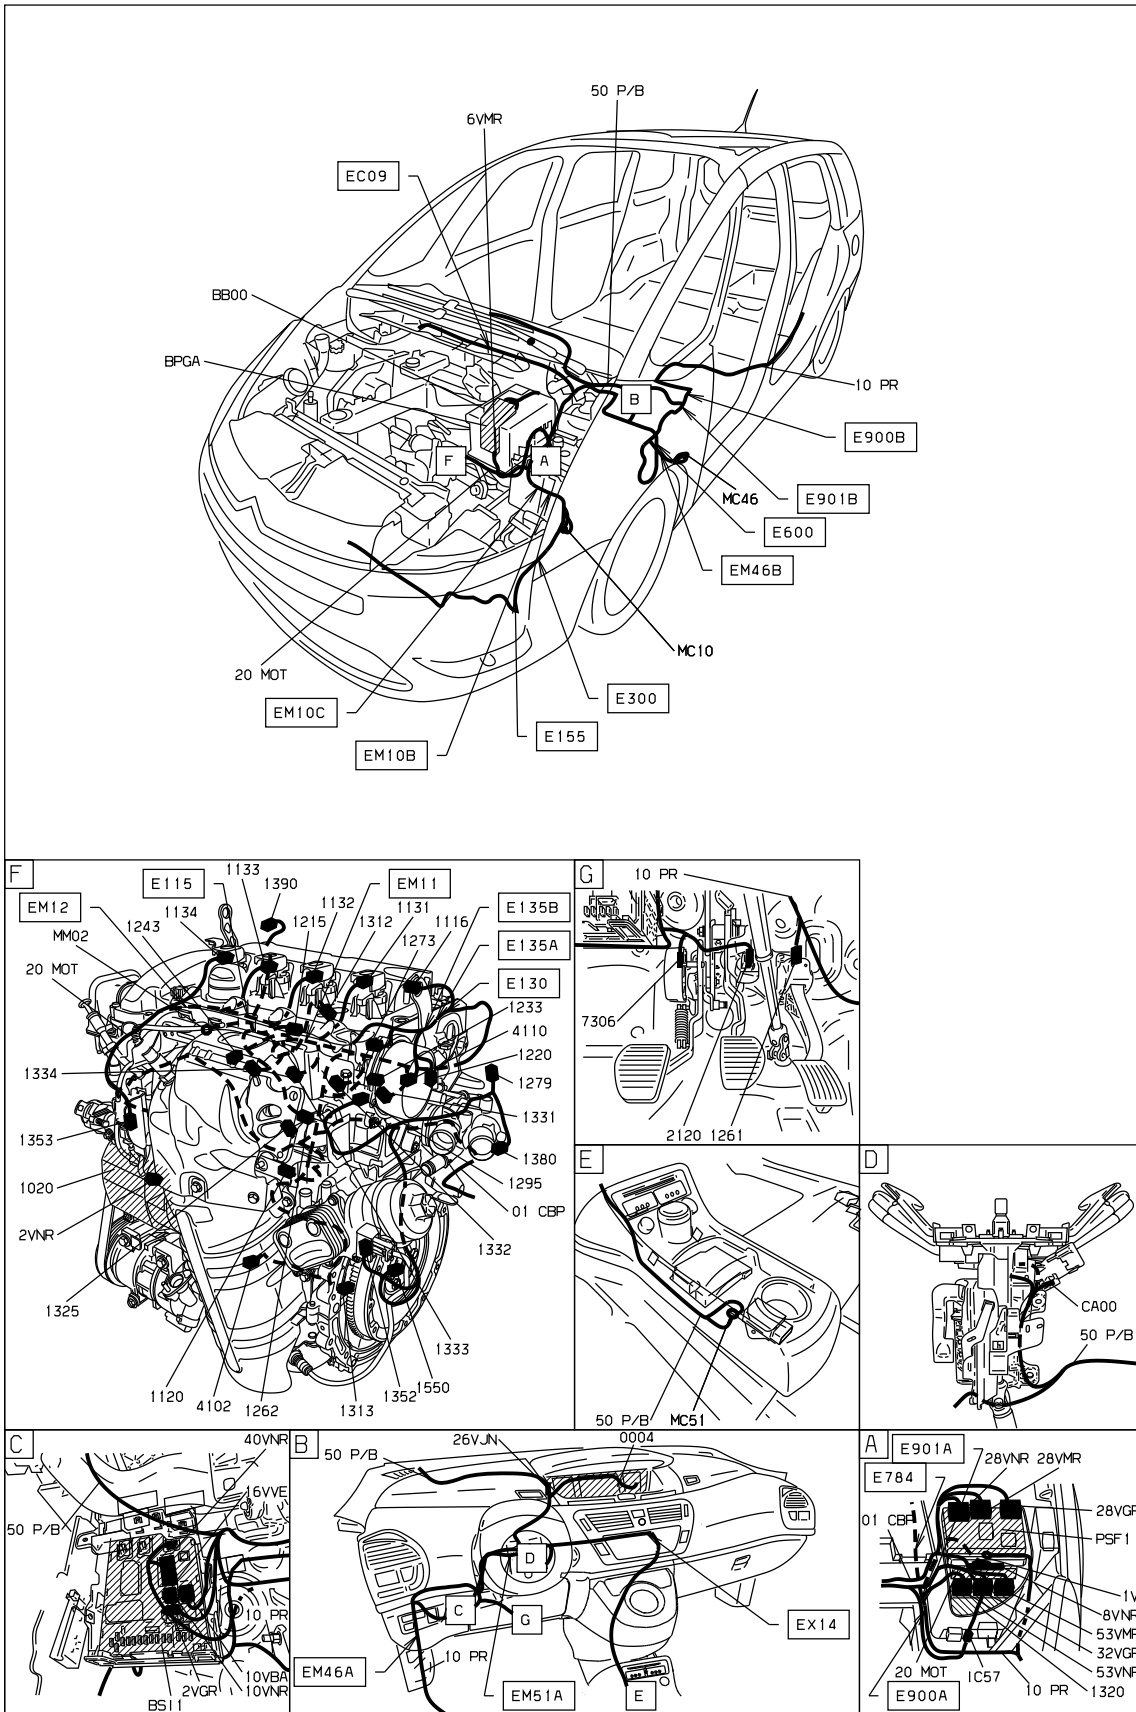 50 P/B
6VMR
EC09
BB00
BPGA
10 PR
B
E900B
F
A
MC46
E901B
E600
EM46B
MC10
20 MOT
E300
EM10C
E155
EM10B
F
1133
1390
E115
1132
EM11
EM12
1134
1215
1312
1131
E135B
1243
1273
1116
MM02
E135A
20 MOT
E130
1233
4110
1334
1220
1279
1353
1331
1020
1380
1295
2VNR
01 CBP
1332
1325
1333
1120
4102
1262
1313
1352
1550
G
10 PR
7306
2120
1261
E
50 P/B
MC51
D
CA00
50 P/B
C
40VNR
16VVE
50 P/B
10 PR
10VBA
2VGR
10VNR
BSI1
B
50 P/B
26VJN
0004
D
C
G
EX14
EM46A
10 PR
EM51A
E
A
E901A
28VNR
28VMR
E784
28VGR
01 CBP
PSF1
1V
8VNR
53VMR
32VGR
20 MOT
IC57
53VNR
E900A
10 PR
1320